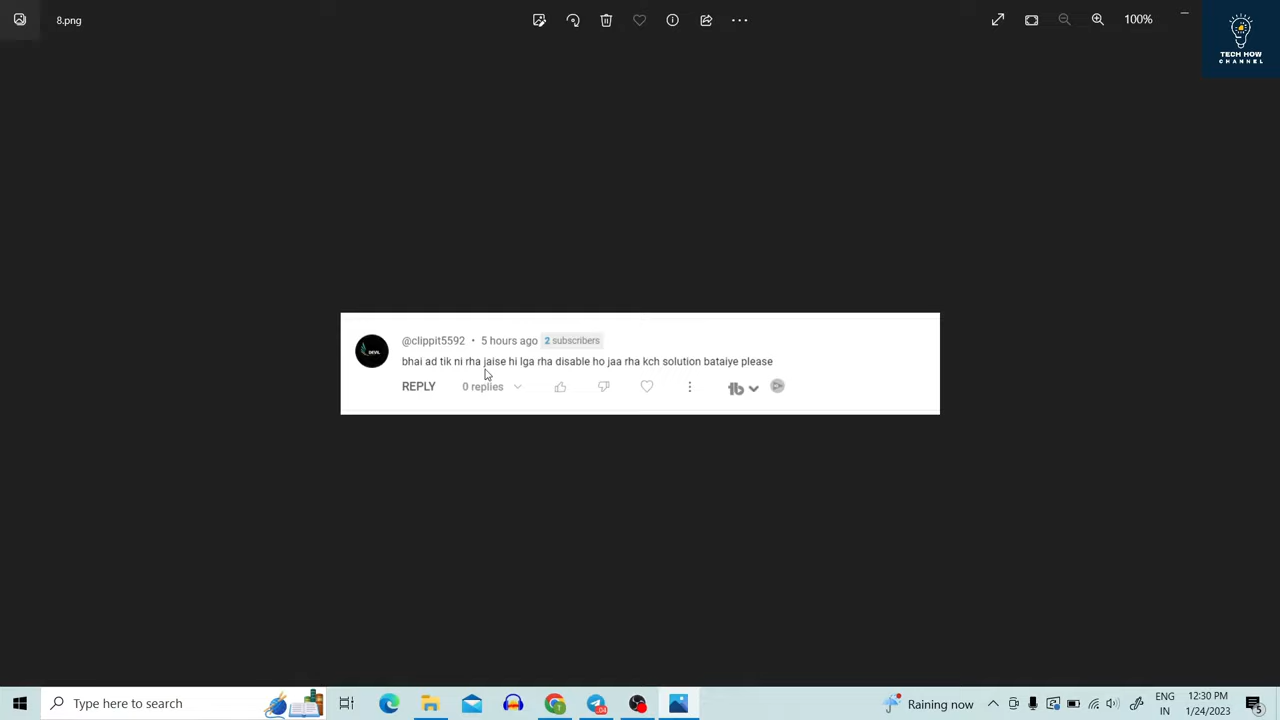 8.png
100%
TECH HOW
CHANNEL
DEVIL
@clippit5592 • 5 hours ago 2 subscribers
bhai ad tik ni rha jaise hi lga rha disable ho jaa rha kch solution bataiye please
REPLY 0 replies
Type here to search
Raining now
ENG
IN
12:30 PM
1/24/2023
5